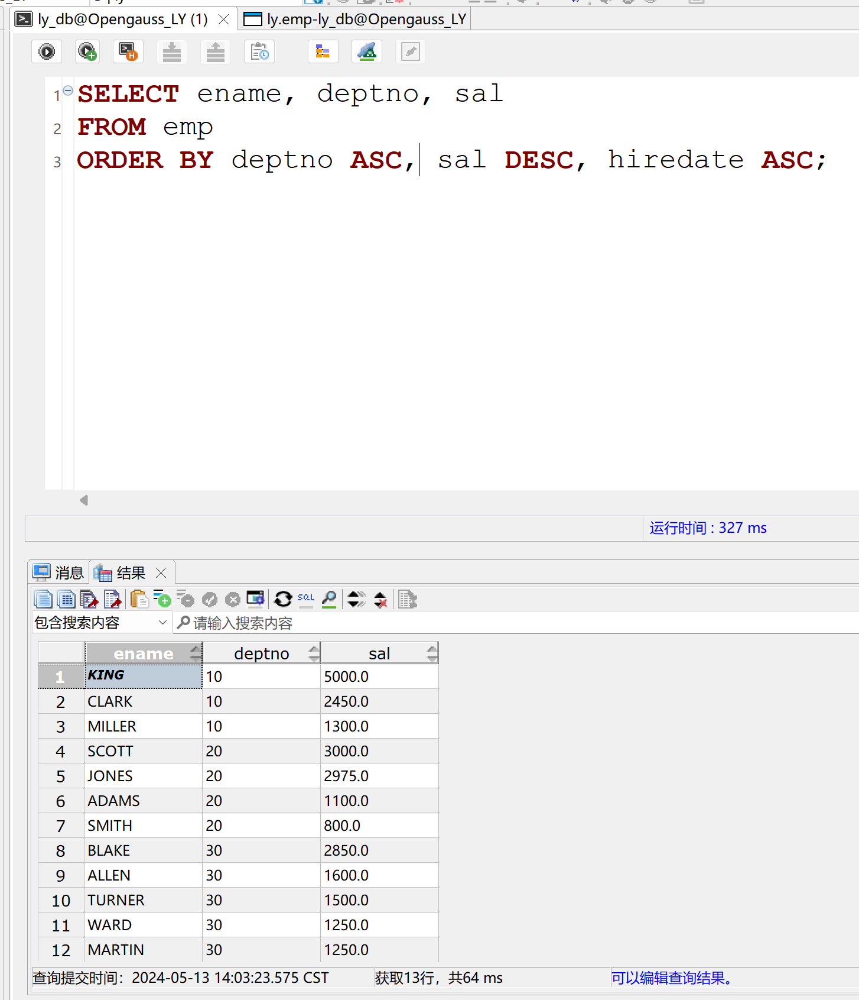 ly_db@Opengauss_LY (1)
ly.emp-ly_db@Opengauss_LY
1 SELECT ename, deptno, sal
2 FROM emp
3 ORDER BY deptno ASC, sal DESC, hiredate ASC;
运行时间 : 327 ms
消息 结果
SQL
包含搜索内容 请输入搜索内容
ename deptno sal
1 KING 10 5000.0
2 CLARK 10 2450.0
3 MILLER 10 1300.0
4 SCOTT 20 3000.0
5 JONES 20 2975.0
6 ADAMS 20 1100.0
7 SMITH 20 800.0
8 BLAKE 30 2850.0
9 ALLEN 30 1600.0
10 TURNER 30 1500.0
11 WARD 30 1250.0
12 MARTIN 30 1250.0
查询提交时间：2024-05-13 14:03:23.575 CST 获取13行，共64 ms 可以编辑查询结果。